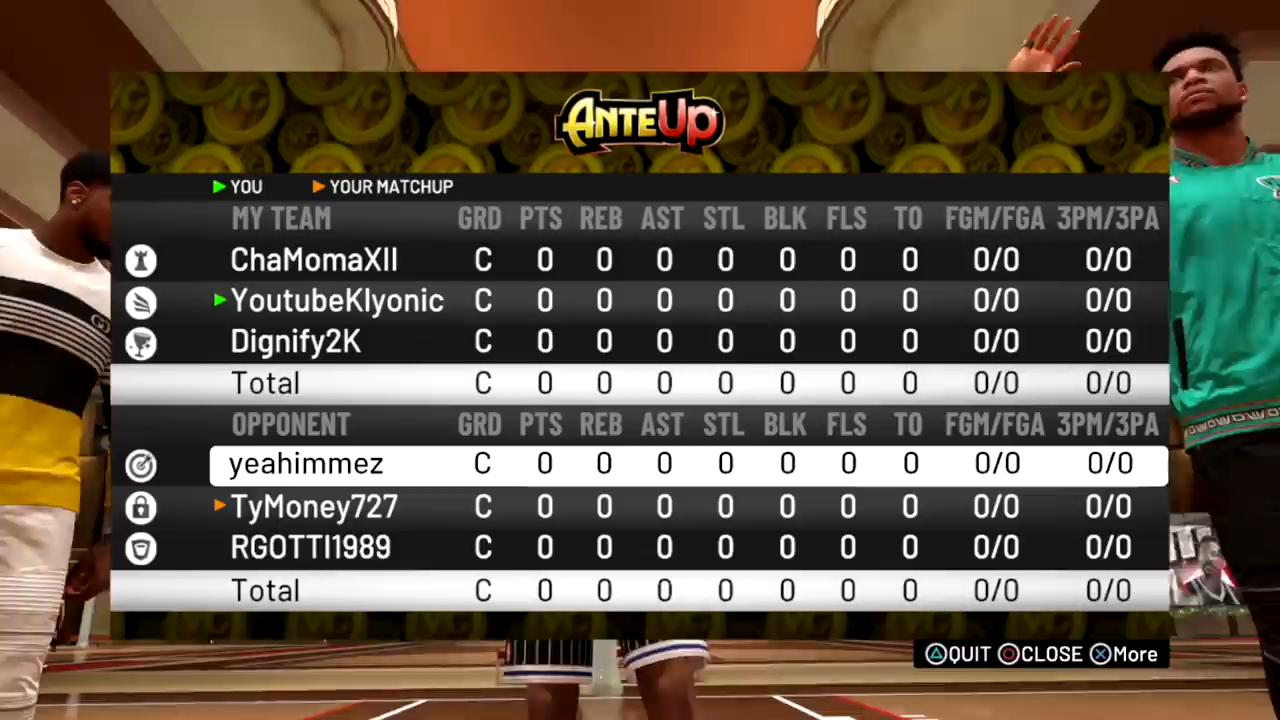 AnteUp
YOU YOUR MATCHUP
MY TEAM GRD PTS REB AST STL BLK FLS TO FGM/FGA 3PM/3PA
ChaMomaXII C 0 0 0 0 0 0 0 0/0 0/0
YoutubeKlyonic C 0 0 0 0 0 0 0 0/0 0/0
Dignify2K C 0 0 0 0 0 0 0 0/0 0/0
Total C 0 0 0 0 0 0 0 0/0 0/0
OPPONENT GRD PTS REB AST STL BLK FLS TO FGM/FGA 3PM/3PA
yeahimmez C 0 0 0 0 0 0 0 0/0 0/0
TyMoney727 C 0 0 0 0 0 0 0 0/0 0/0
RGOTTI1989 C 0 0 0 0 0 0 0 0/0 0/0
Total C 0 0 0 0 0 0 0 0/0 0/0
QUIT CLOSE More